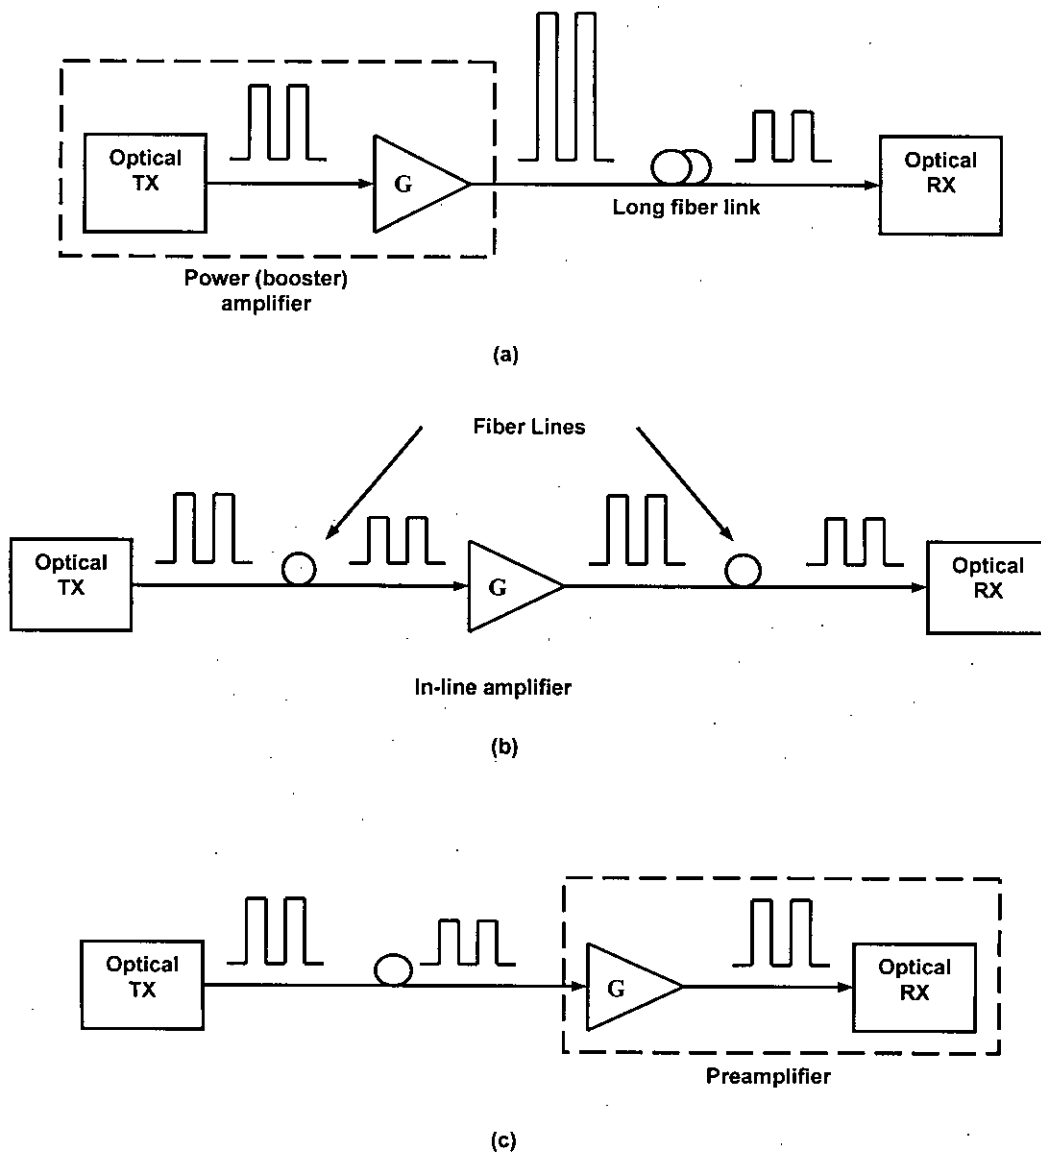 Optical
TX
G
Optical
RX
Long fiber link
Power (booster)
amplifier
(a)
Fiber Lines
Optical
TX
G
Optical
RX
In-line amplifier
(b)
Optical
TX
G
Optical
RX
Preamplifier
(c)